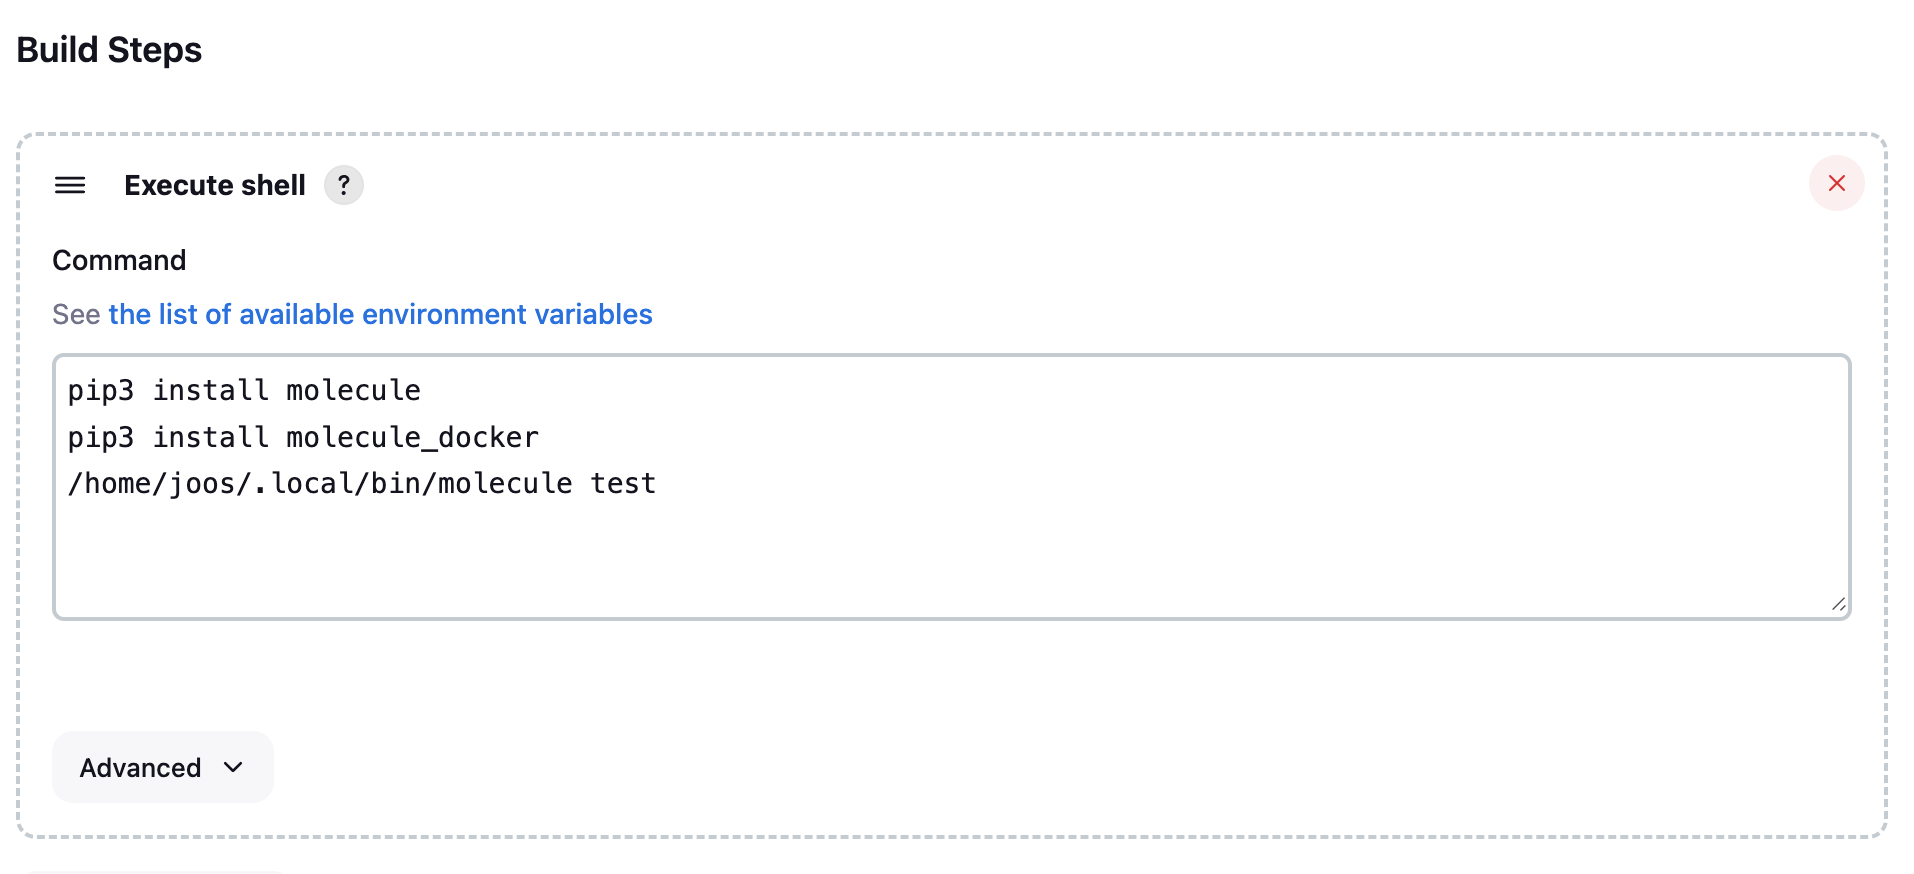 Build Steps
Execute shell ?
Command
See the list of available environment variables
pip3 install molecule
pip3 install molecule_docker
/home/joos/.local/bin/molecule test
Advanced